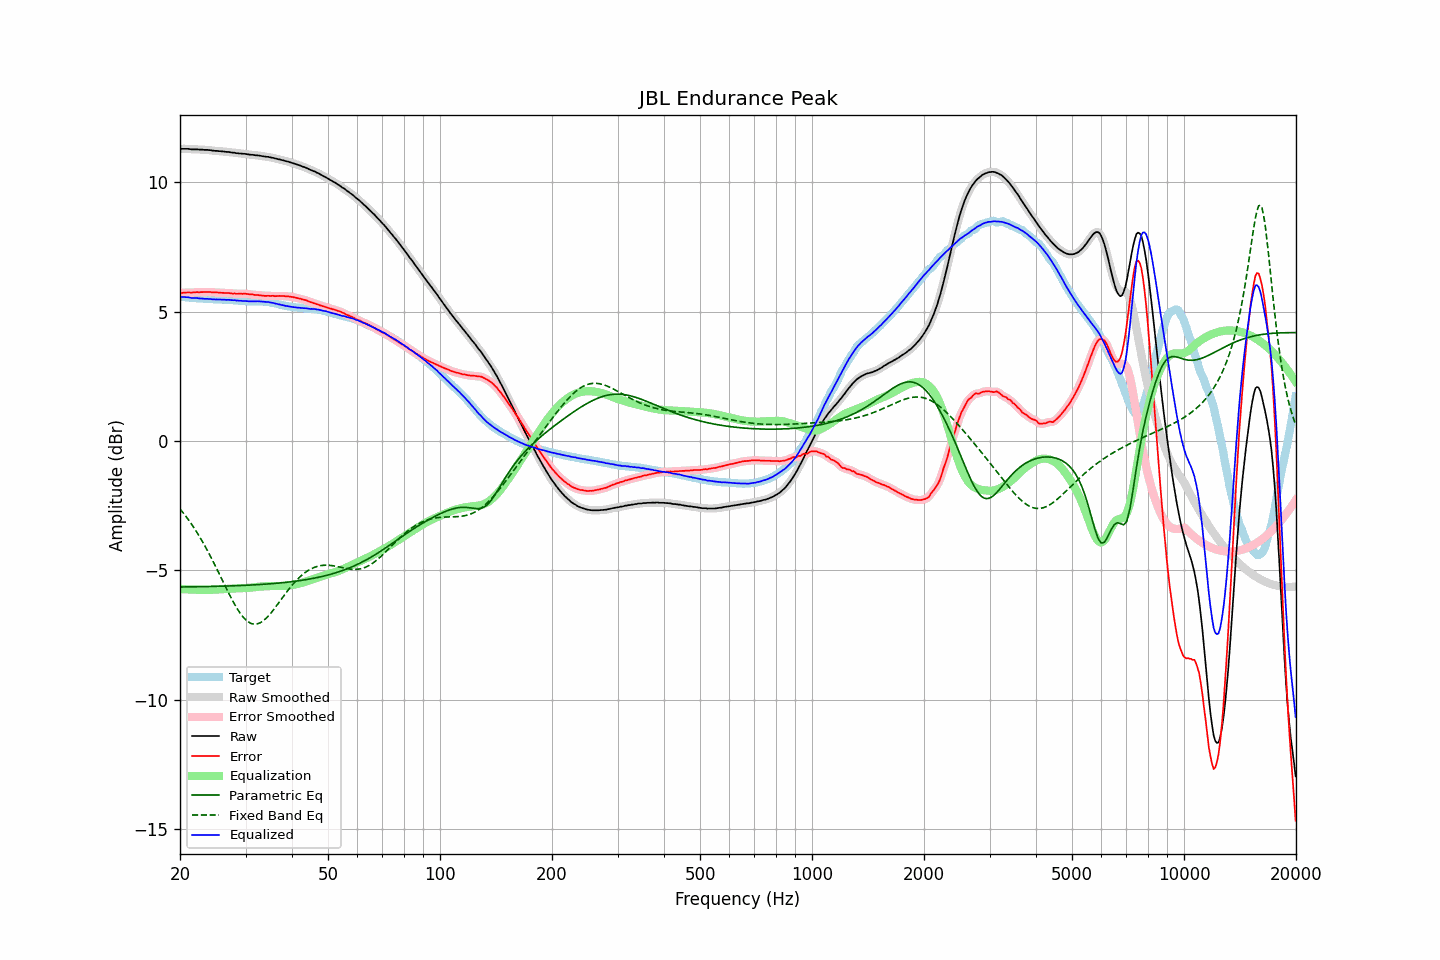 JBL Endurance Peak
Amplitude (dBr)
10
5
0
−5
−10
−15
Target
Raw Smoothed
Error Smoothed
Raw
Error
Equalization
Parametric Eq
Fixed Band Eq
Equalized
20 50 100 200 500 1000 2000 5000 10000 20000
Frequency (Hz)